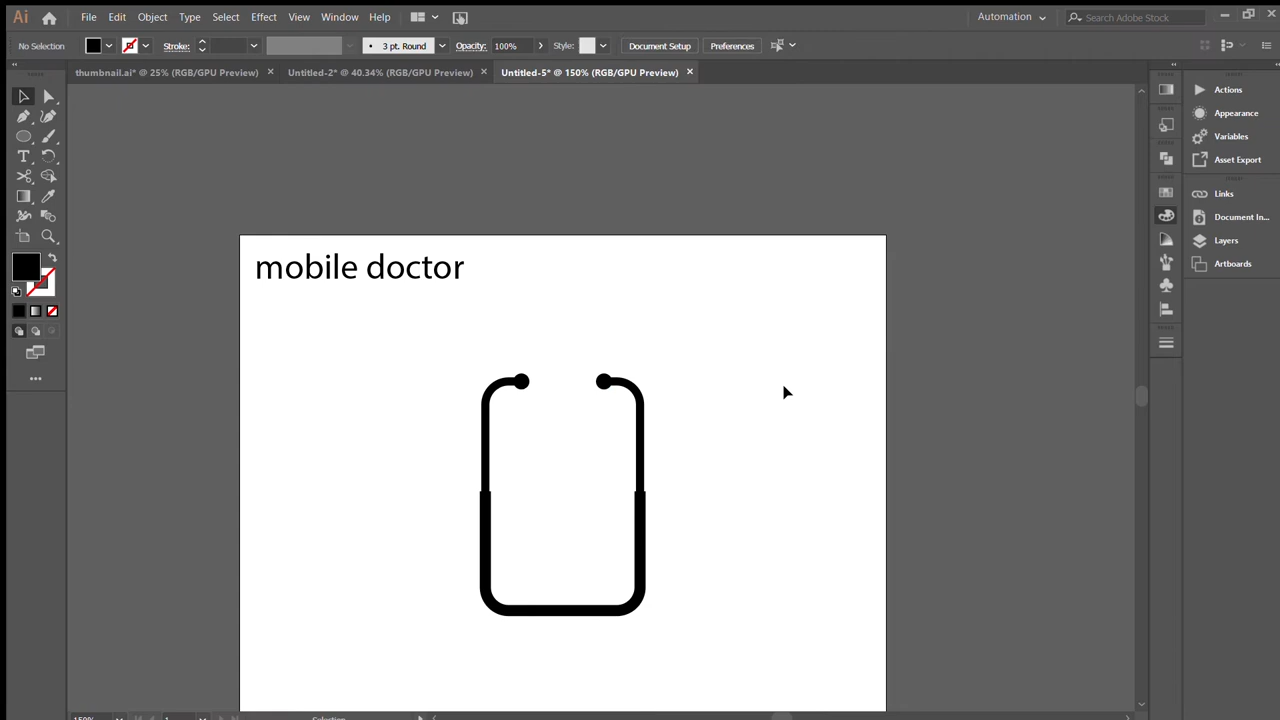 Ai File Edit Object Type Select Effect View Window Help Automation Search Adobe Stock
No Selection Stroke: 3 pt. Round Opacity: 100% Style: Document Setup Preferences
thumbnail.ai* @ 25% (RGB/GPU Preview) Untitled-2* @ 40.34% (RGB/GPU Preview) Untitled-5* @ 150% (RGB/GPU Preview)
Actions
Appearance
Variables
Asset Export
Links
Document In...
Layers
Artboards
mobile doctor
150% 1 Selection